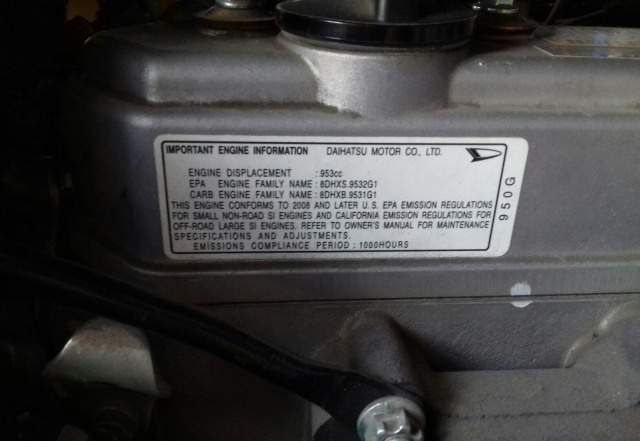 IMPORTANT ENGINE INFORMATION DAIHATSU MOTOR CO., LTD.
ENGINE DISPLACEMENT : 953cc
EPA ENGINE FAMILY NAME : 8DHXS.9532G1
CARB ENGINE FAMILY NAME : 8DHXB.9531G1
THIS ENGINE CONFORMS TO 2008 AND LATER U.S. EPA EMISSION REGULATIONS
FOR SMALL NON-ROAD SI ENGINES AND CALIFORNIA EMISSION REGULATIONS FOR
OFF-ROAD LARGE SI ENGINES. REFER TO OWNER'S MANUAL FOR MAINTENANCE
SPECIFICATIONS AND ADJUSTMENTS.
EMISSIONS COMPLIANCE PERIOD : 1000HOURS
950G